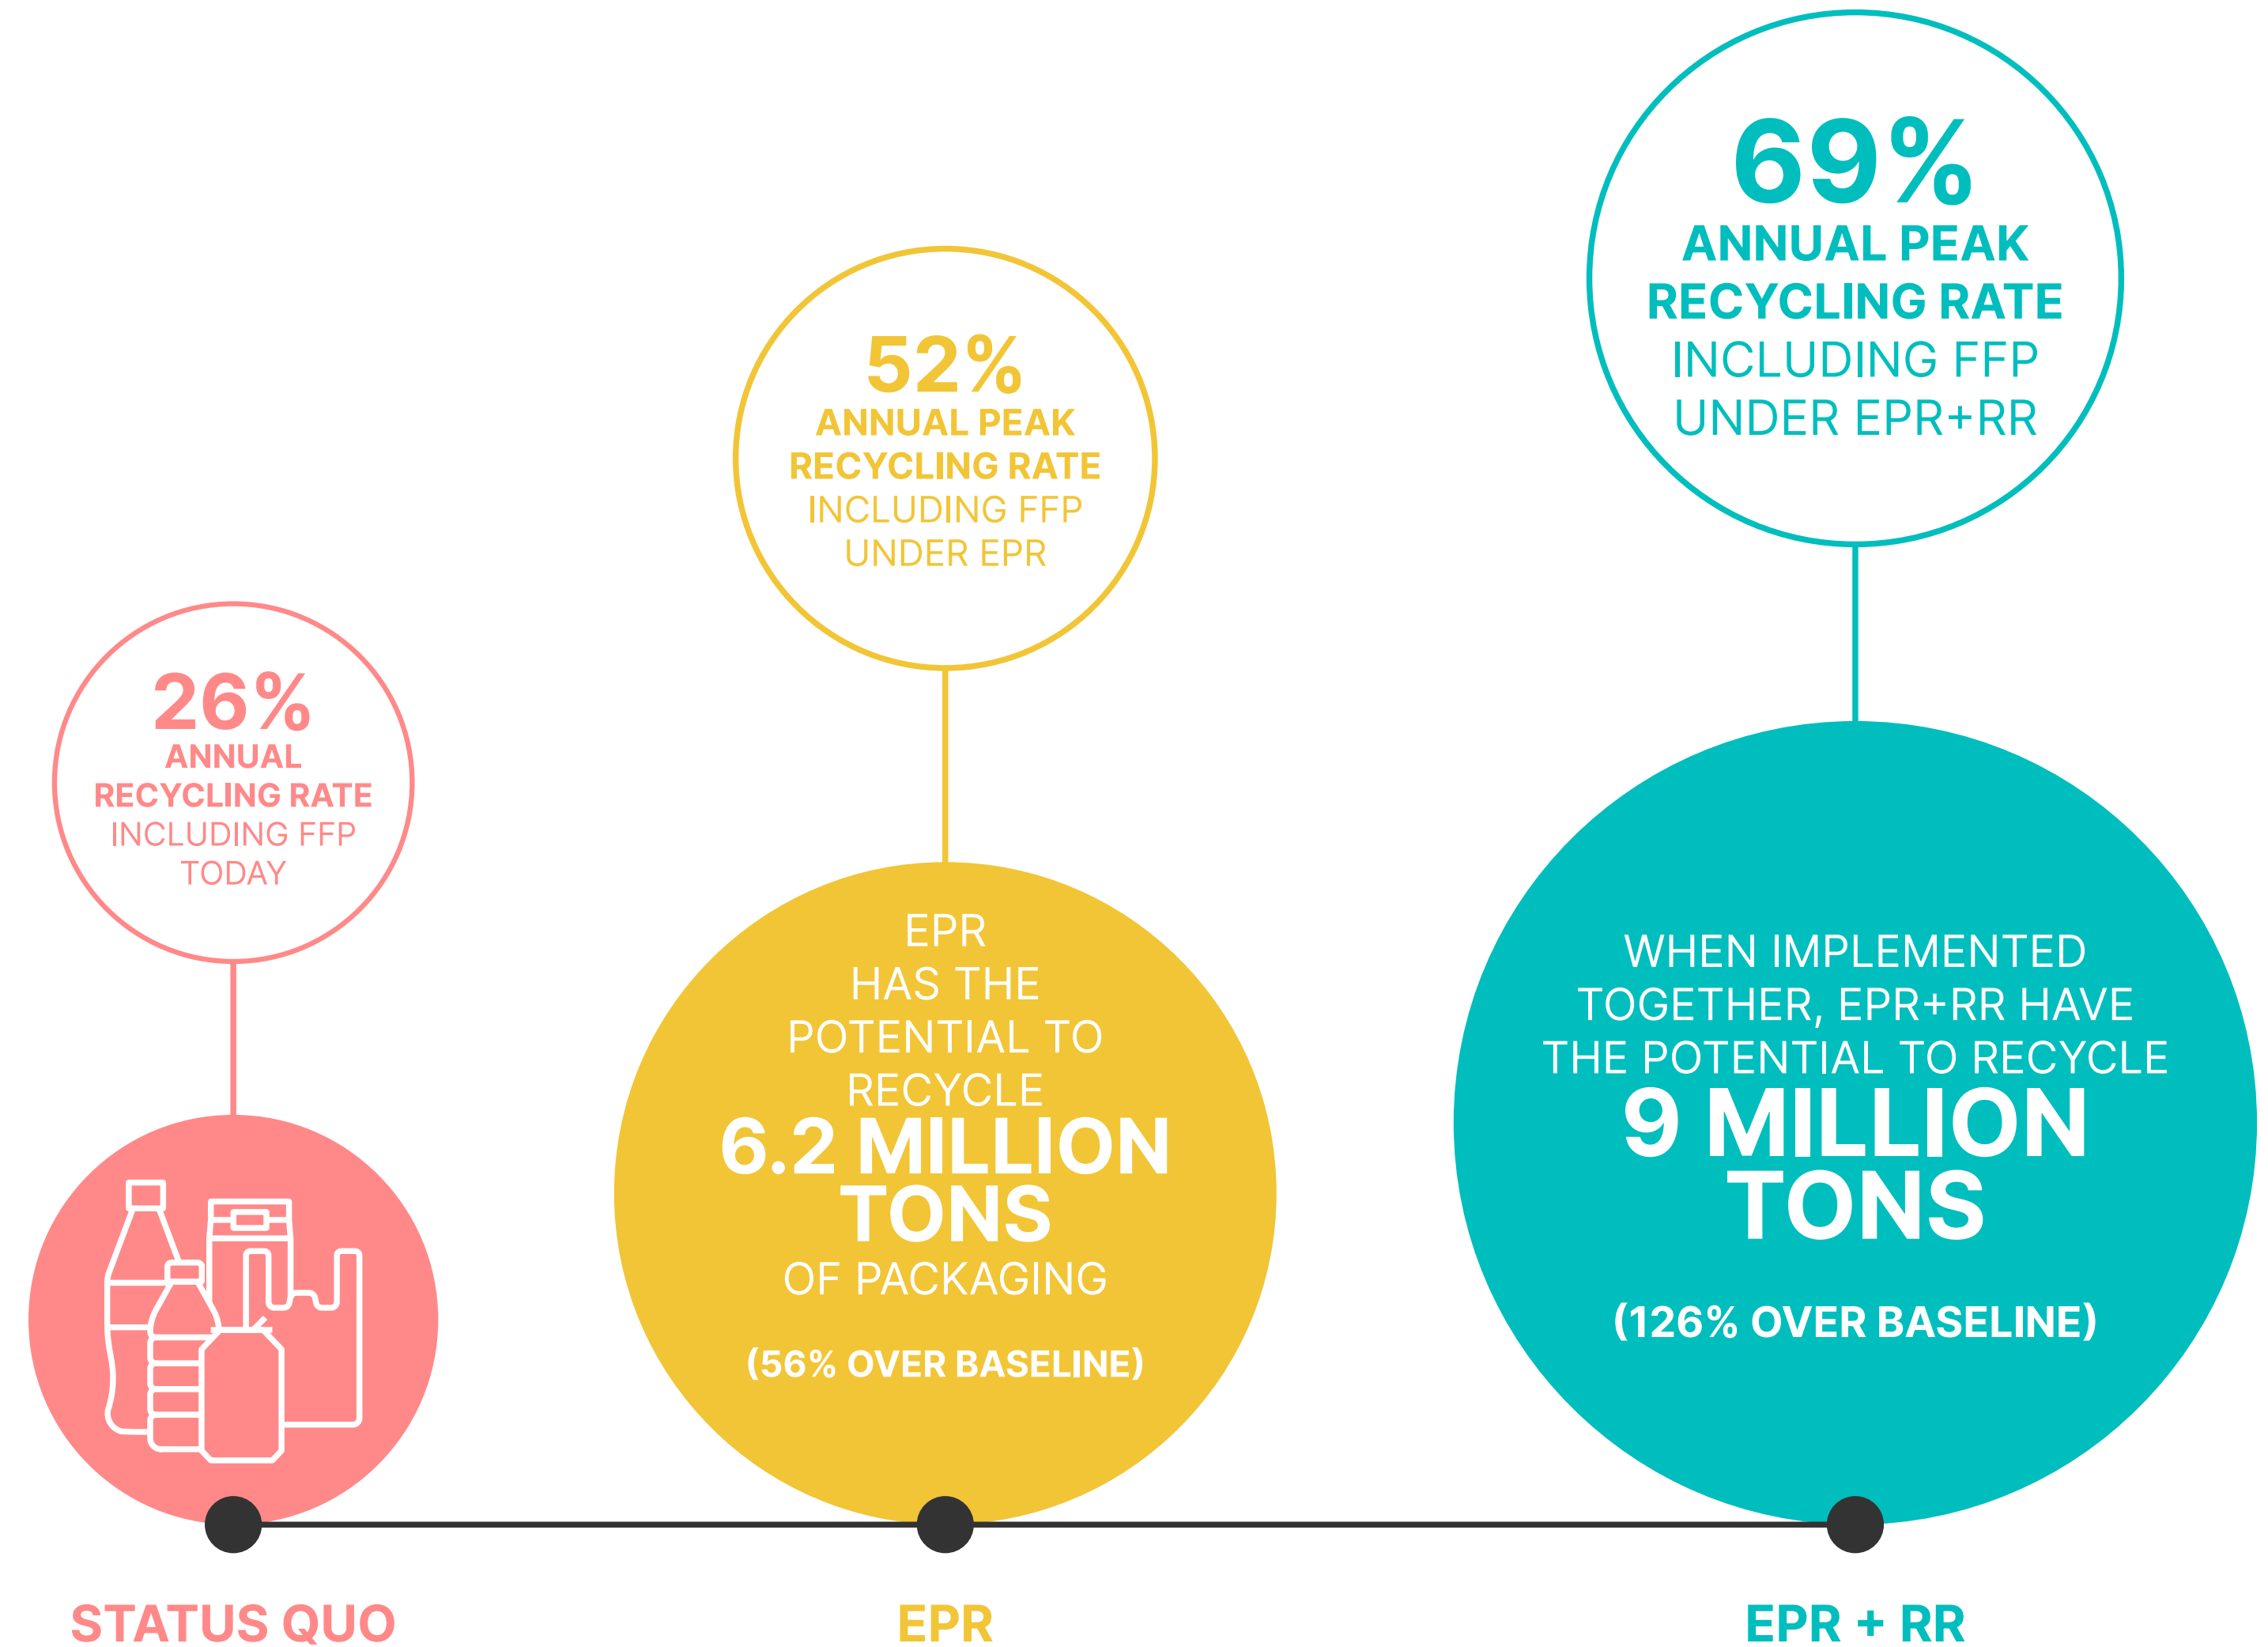 26%
ANNUAL
RECYCLING RATE
INCLUDING FFP
TODAY
STATUS QUO
52%
ANNUAL PEAK
RECYCLING RATE
INCLUDING FFP
UNDER EPR
EPR
HAS THE
POTENTIAL TO
RECYCLE
6.2 MILLION
TONS
OF PACKAGING
(56% OVER BASELINE)
EPR
69%
ANNUAL PEAK
RECYCLING RATE
INCLUDING FFP
UNDER EPR+RR
WHEN IMPLEMENTED
TOGETHER, EPR+RR HAVE
THE POTENTIAL TO RECYCLE
9 MILLION
TONS
(126% OVER BASELINE)
EPR + RR